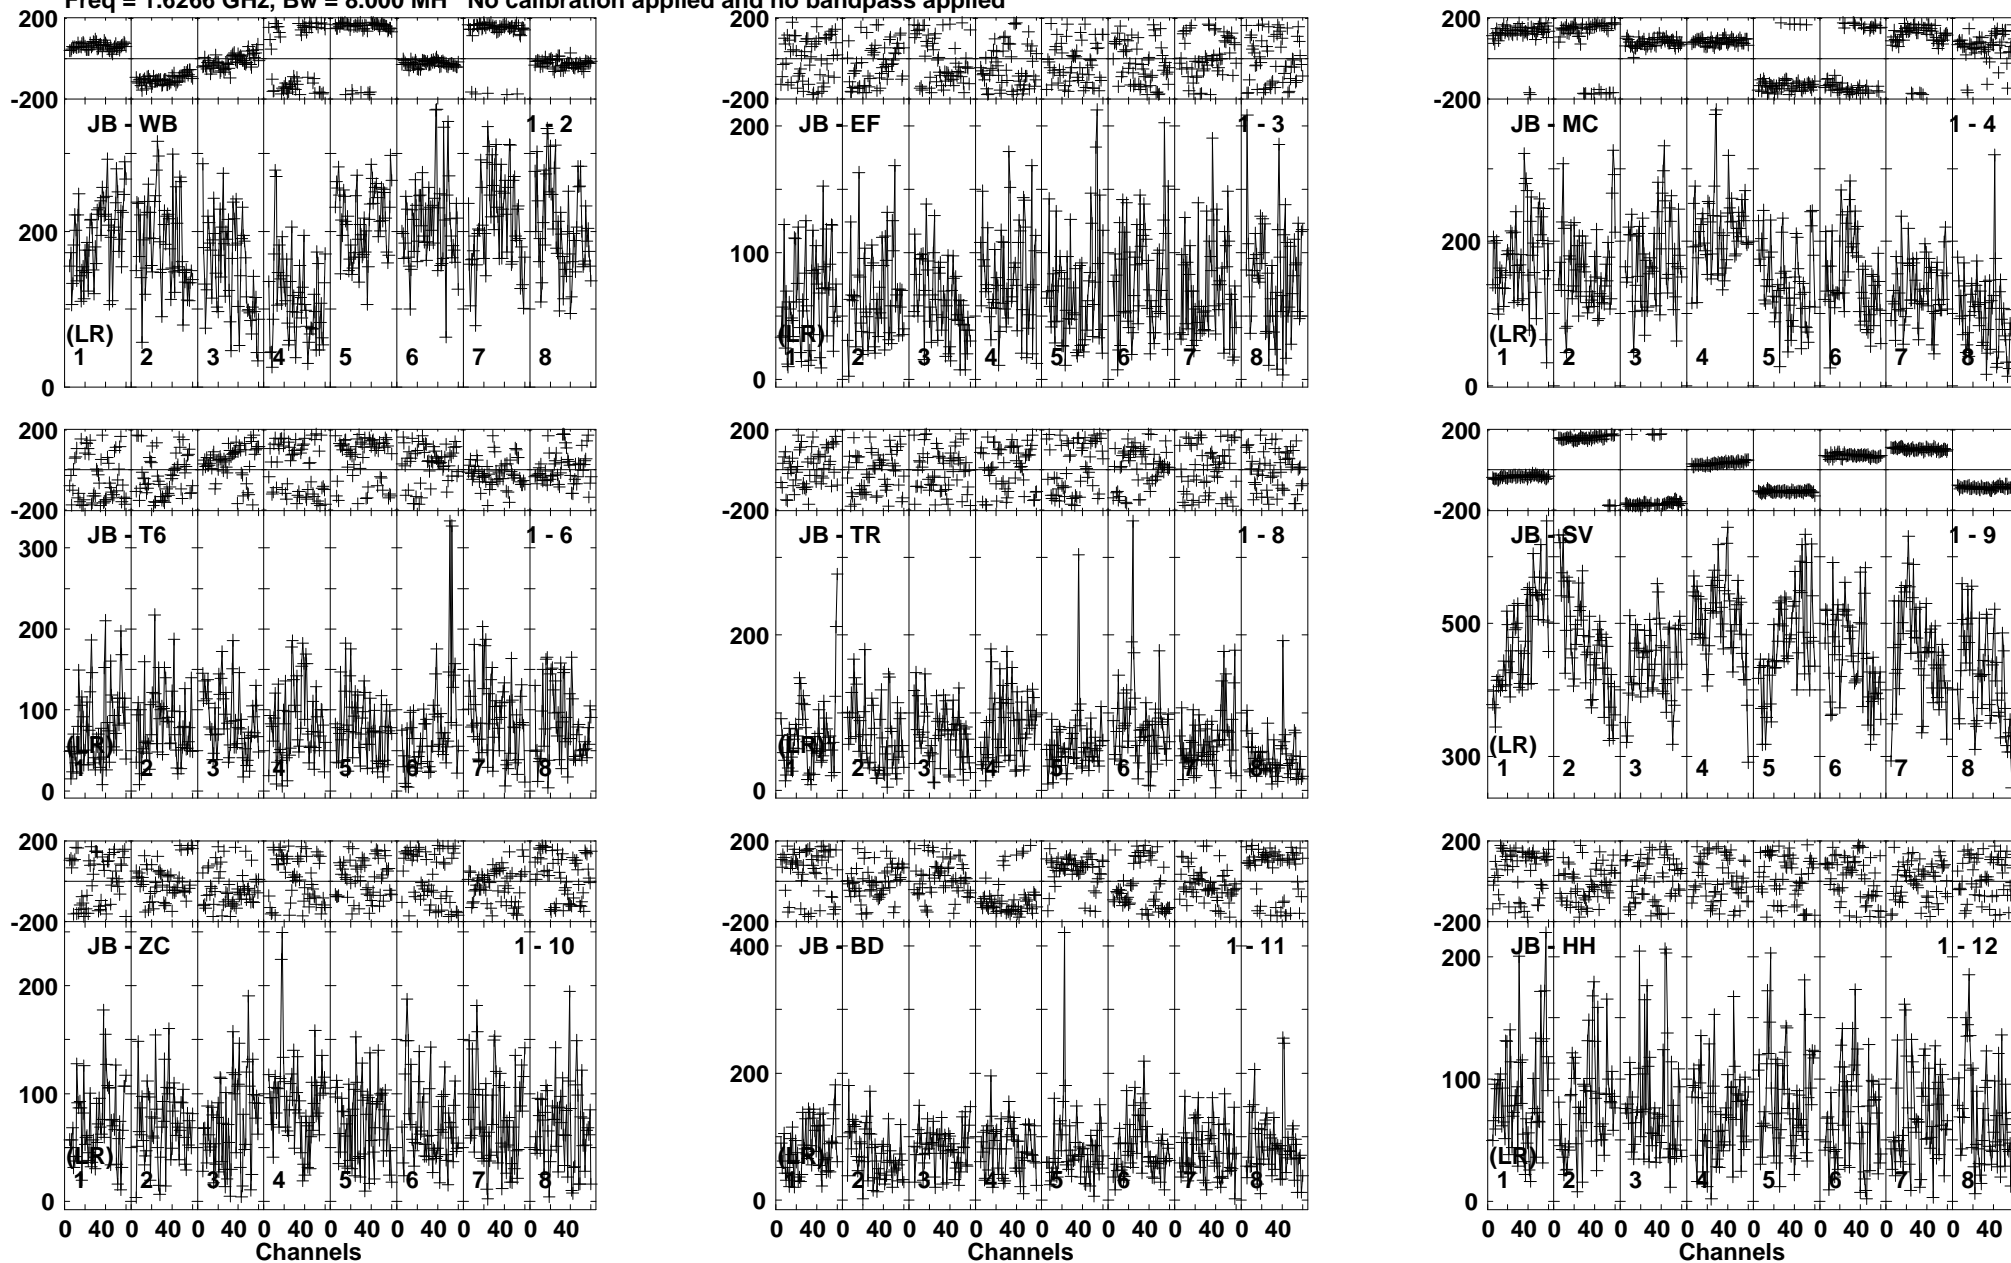 Freq = 1.6266 GHz, Bw = 8.000 MH No calibration applied and no bandpass applied
200
-200
JB - WB 1 - 2
200
0
(LR)
1 2 3 4 5 6 7 8
JB - EF 1 - 3
200
-200
200
100
0
(LR)
1 2 3 4 5 6 7 8
JB - MC 1 - 4
200
-200
200
0
(LR)
1 2 3 4 5 6 7 8
200
-200
JB - T6 1 - 6
300
200
100
0
(LR)
1 2 3 4 5 6 7 8
200
-200
JB - TR 1 - 8
200
0
(LR)
1 2 3 4 5 6 7 8
200
-200
JB - SV 1 - 9
500
300
(LR)
1 2 3 4 5 6 7 8
200
-200
JB - ZC 1 - 10
200
100
0
(LR)
1 2 3 4 5 6 7 8
0 40 0 40 0 40 0 40 0 40 0 40 0 40 0 40
Channels
200
-200
JB - BD 1 - 11
400
200
0
(LR)
1 2 3 4 5 6 7 8
0 40 0 40 0 40 0 40 0 40 0 40 0 40 0 40
200
-200
JB - HH 1 - 12
200
100
0
(LR)
1 2 3 4 5 6 7 8
0 40 0 40 0 40 0 40 0 40 0 40 0 40 0 40
Channels